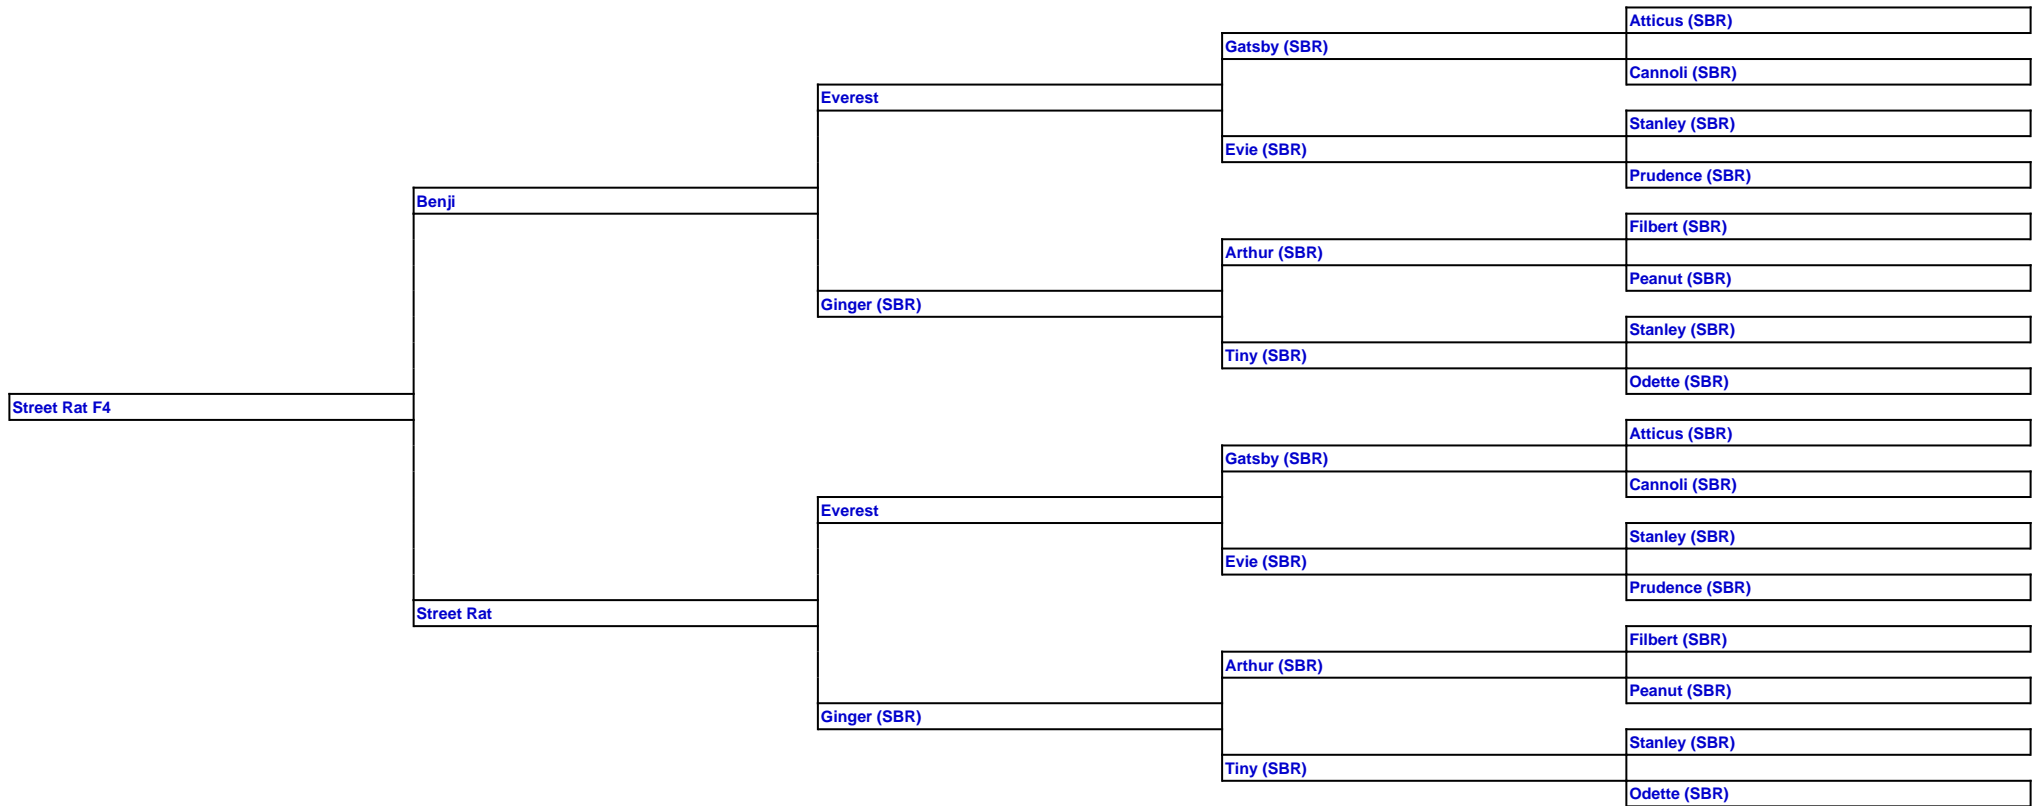 Atticus (SBR)
Gatsby (SBR)
Cannoli (SBR)
Everest
Stanley (SBR)
Evie (SBR)
Prudence (SBR)
Benji
Filbert (SBR)
Arthur (SBR)
Peanut (SBR)
Ginger (SBR)
Stanley (SBR)
Tiny (SBR)
Odette (SBR)
Street Rat F4
Atticus (SBR)
Gatsby (SBR)
Cannoli (SBR)
Everest
Stanley (SBR)
Evie (SBR)
Prudence (SBR)
Street Rat
Filbert (SBR)
Arthur (SBR)
Peanut (SBR)
Ginger (SBR)
Stanley (SBR)
Tiny (SBR)
Odette (SBR)